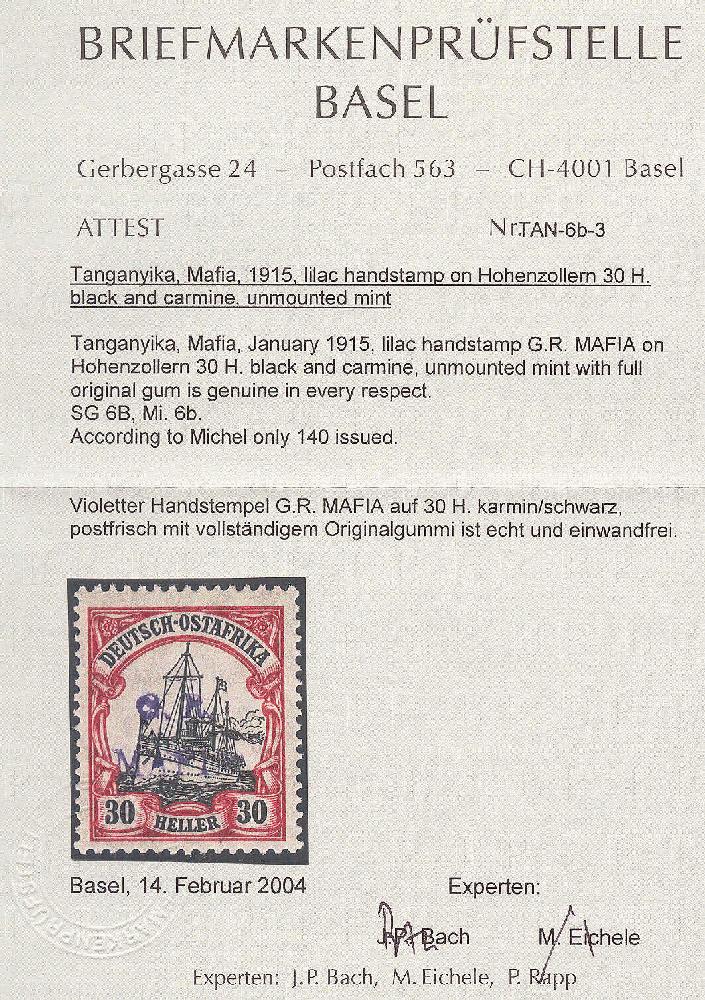 BRIEFMARKENPRÜFSTELLE
BASEL
Gerbergasse 24 – Postfach 563 – CH-4001 Basel
ATTEST Nr.TAN-6b-3
Tanganyika, Mafia, 1915, lilac handstamp on Hohenzollern 30 H.
black and carmine, unmounted mint
Tanganyika, Mafia, January 1915, lilac handstamp G.R. MAFIA on
Hohenzollern 30 H. black and carmine, unmounted mint with full
original gum is genuine in every respect.
SG 6B, Mi. 6b.
According to Michel only 140 issued.
Violetter Handstempel G.R. MAFIA auf 30 H. karmin/schwarz,
postfrisch mit vollständigem Originalgummi ist echt und einwandfrei.
DEUTSCH-OSTAFRIKA
G.R.
30 HELLER 30
Basel, 14. Februar 2004 Experten:
J.P. Bach M. Eichele
Experten: J.P. Bach, M. Eichele, P. Rapp